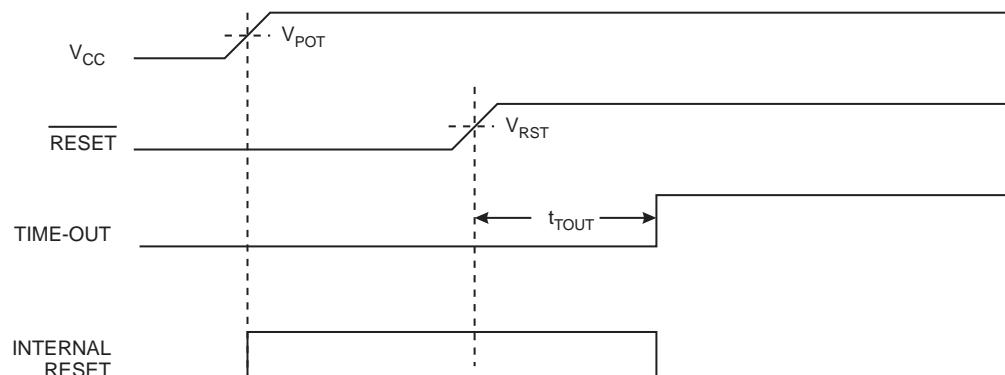 V_CC
V_POT
RESET
V_RST
TIME-OUT
t_TOUT
INTERNAL
RESET